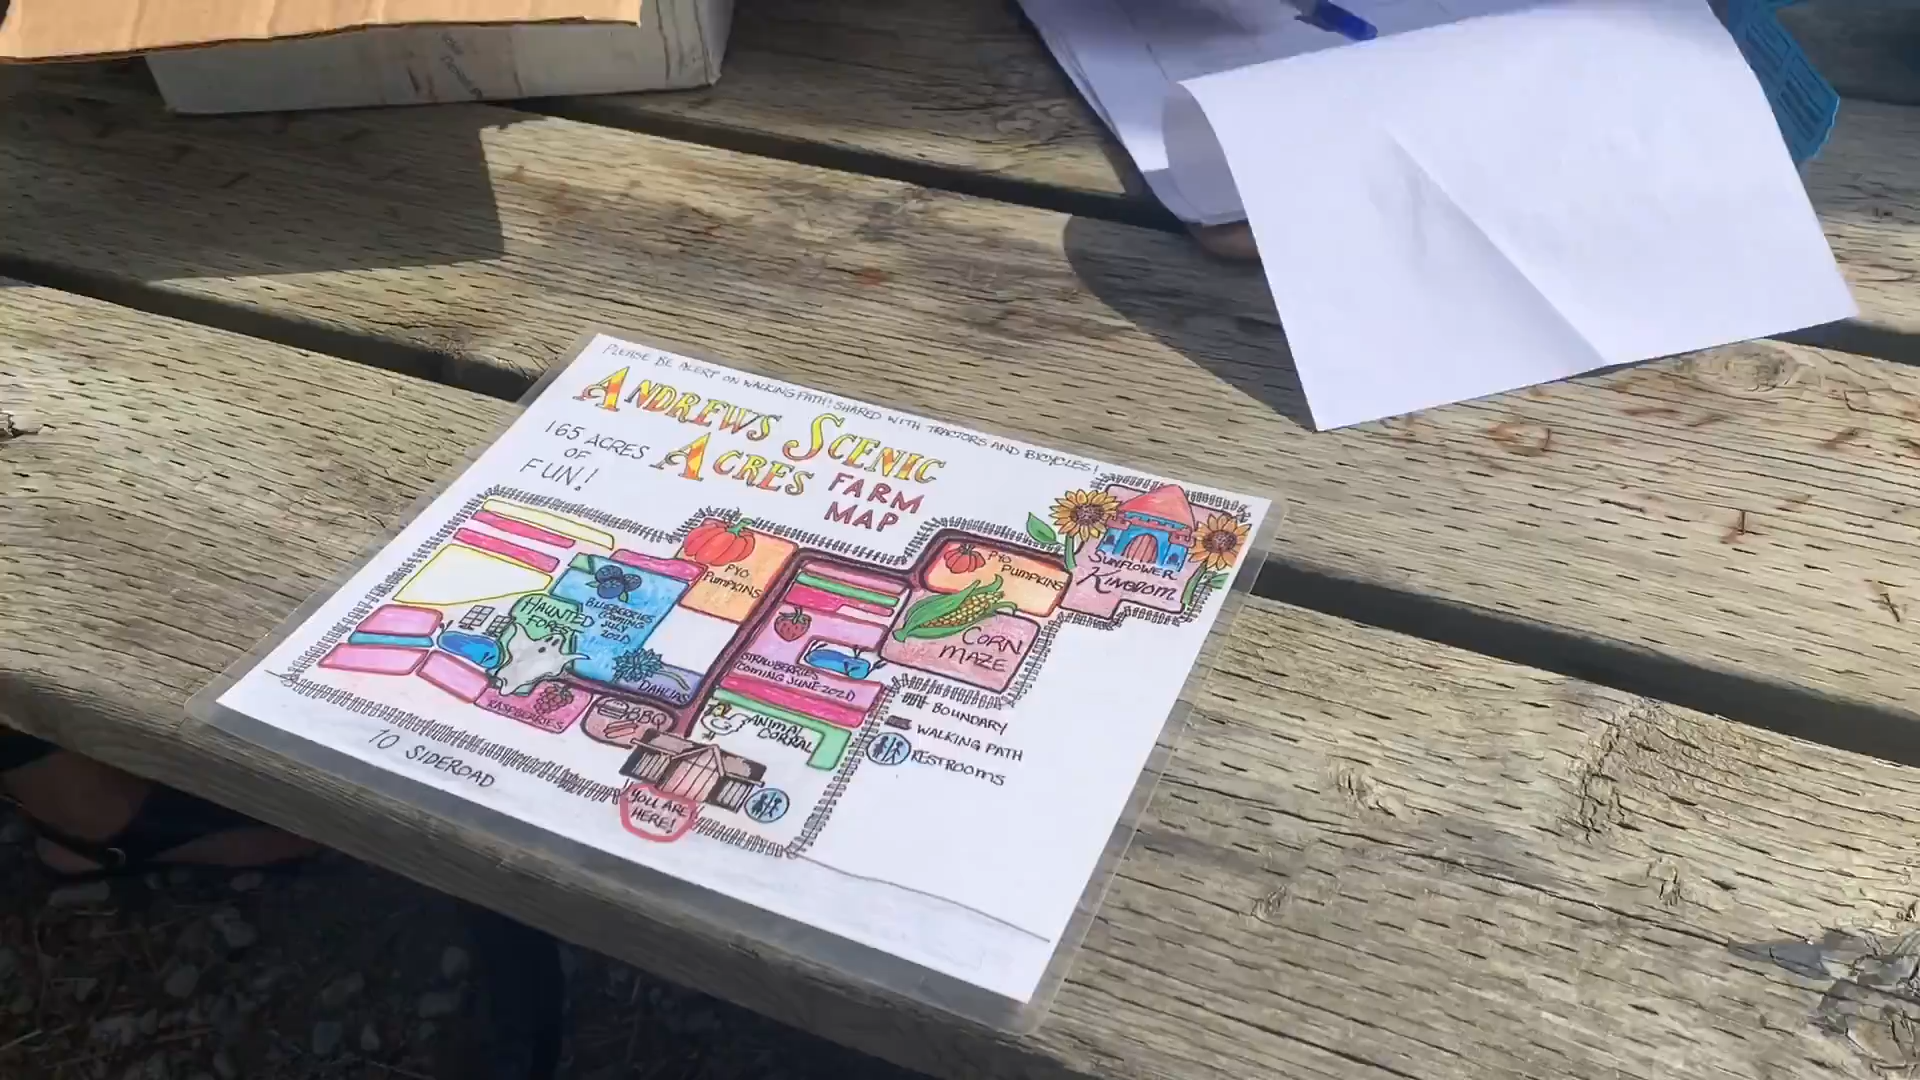 PLEASE BE ALERT ON WALKING PATH! SHARED WITH TRACTORS AND BICYCLES!
ANDREWS SCENIC
ACRES
FARM
MAP
165 ACRES
OF
FUN!
PYO
PUMPKINS
PYO
PUMPKINS
SUNFLOWER
KINGDOM
BLUEBERRIES
COMING
JULY
2020
HAUNTED
FOREST
CORN
MAZE
STRAWBERRIES
COMING JUNE 2020
DAHLIAS
RASPBERRIES
BBQ
ANIMAL
CORRAL
BOUNDARY
WALKING PATH
RESTROOMS
10 SIDEROAD
YOU ARE
HERE!